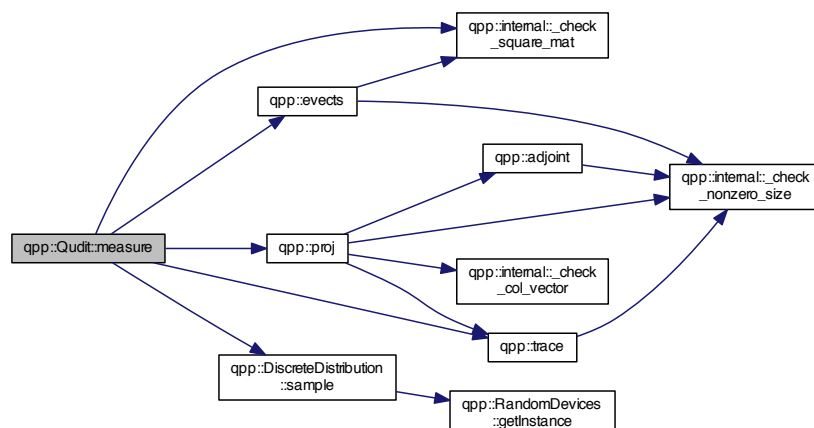 qpp::internal::_check
_square_mat
qpp::evects
qpp::adjoint
qpp::internal::_check
_nonzero_size
qpp::Qudit::measure
qpp::proj
qpp::internal::_check
_col_vector
qpp::trace
qpp::DiscreteDistribution
::sample
qpp::RandomDevices
::getInstance